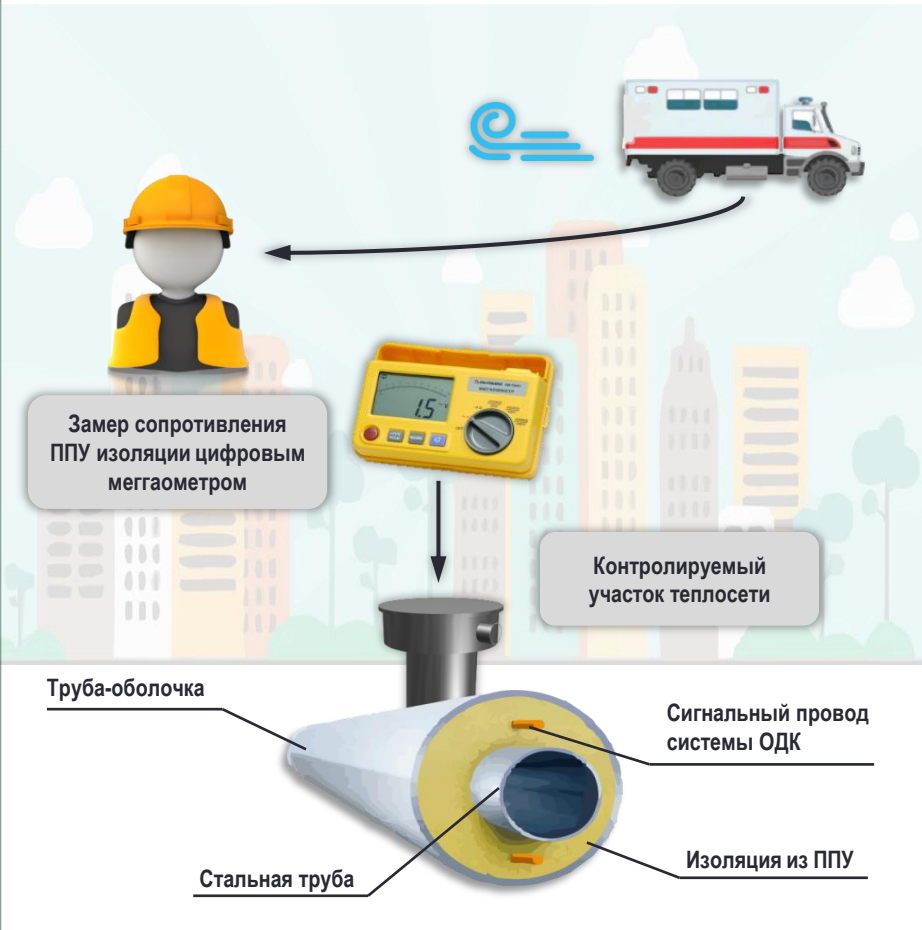 1.5
Замер сопротивления
ППУ изоляции цифровым
меггаометром
Контролируемый
участок теплосети
Труба-оболочка
Сигнальный провод
системы ОДК
Изоляция из ППУ
Стальная труба